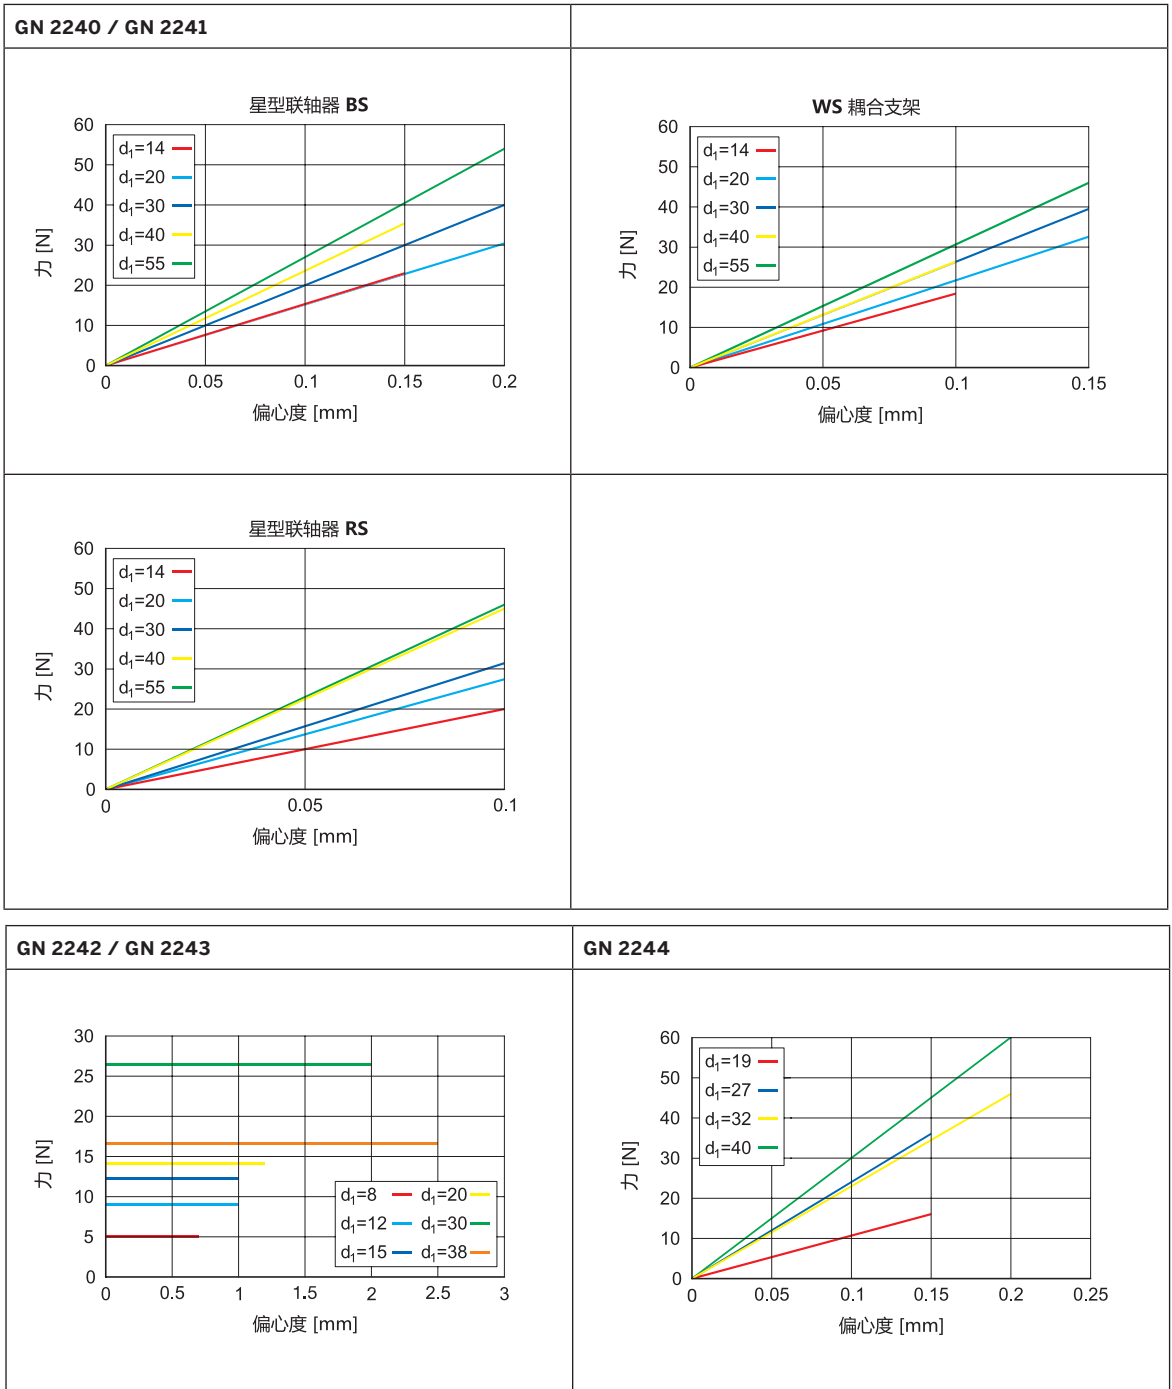 GN 2240 / GN 2241
星型联轴器 BS
60
50
40
30
20
10
0
d1=14
d1=20
d1=30
d1=40
d1=55
力 [N]
0 0.05 0.1 0.15 0.2
偏心度 [mm]
WS 耦合支架
60
50
40
30
20
10
0
d1=14
d1=20
d1=30
d1=40
d1=55
力 [N]
0 0.05 0.1 0.15
偏心度 [mm]
星型联轴器 RS
60
50
40
30
20
10
0
d1=14
d1=20
d1=30
d1=40
d1=55
力 [N]
0 0.05 0.1
偏心度 [mm]
GN 2242 / GN 2243
30
25
20
15
10
5
0
力 [N]
d1=8 d1=20
d1=12 d1=30
d1=15 d1=38
0 0.5 1 1.5 2 2.5 3
偏心度 [mm]
GN 2244
60
50
40
30
20
10
0
d1=19
d1=27
d1=32
d1=40
力 [N]
0 0.05 0.1 0.15 0.2 0.25
偏心度 [mm]